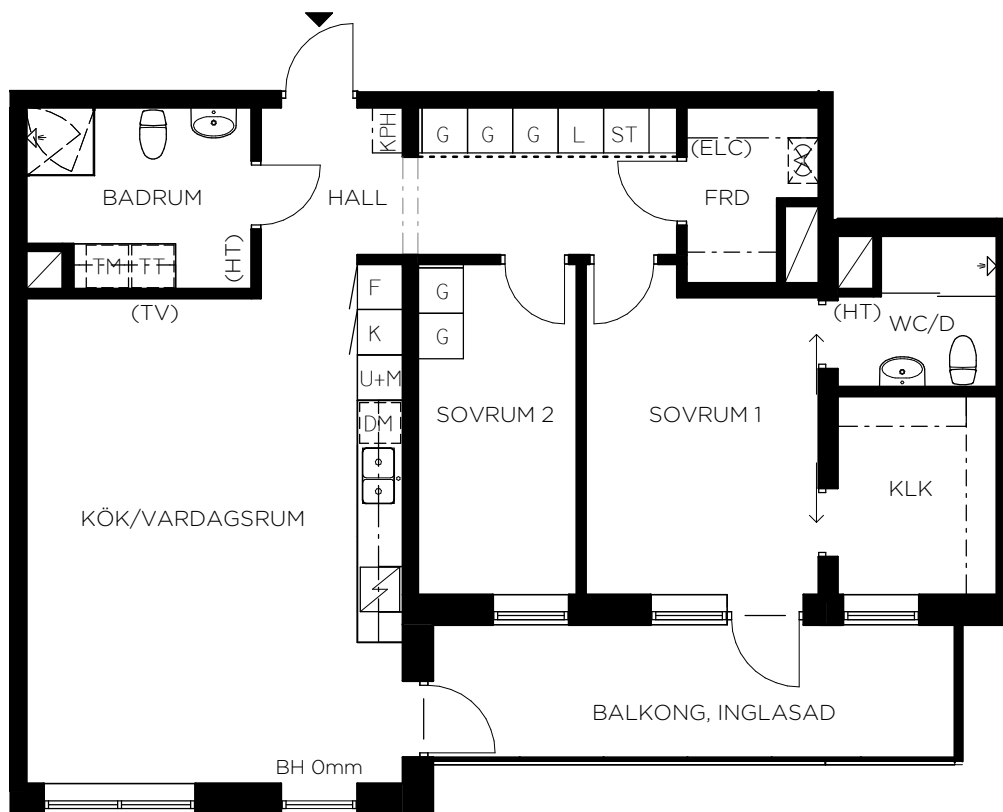 KPH
G
G
G
L
ST
(ELC)
BADRUM
HALL
FRD
TM
TT
(HT)
(TV)
F
G
K
G
(HT)
WC/D
U+M
DM
SOVRUM 2
SOVRUM 1
KLK
KÖK/VARDAGSRUM
BALKONG, INGLASAD
BH 0mm